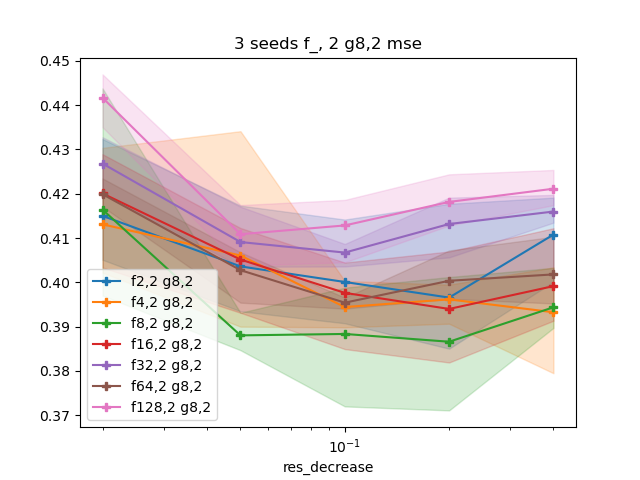 3 seeds f_, 2 g8,2 mse
0.45
0.44
0.43
0.42
0.41
0.40
0.39
0.38
0.37
f2,2 g8,2
f4,2 g8,2
f8,2 g8,2
f16,2 g8,2
f32,2 g8,2
f64,2 g8,2
f128,2 g8,2
10⁻¹
res_decrease